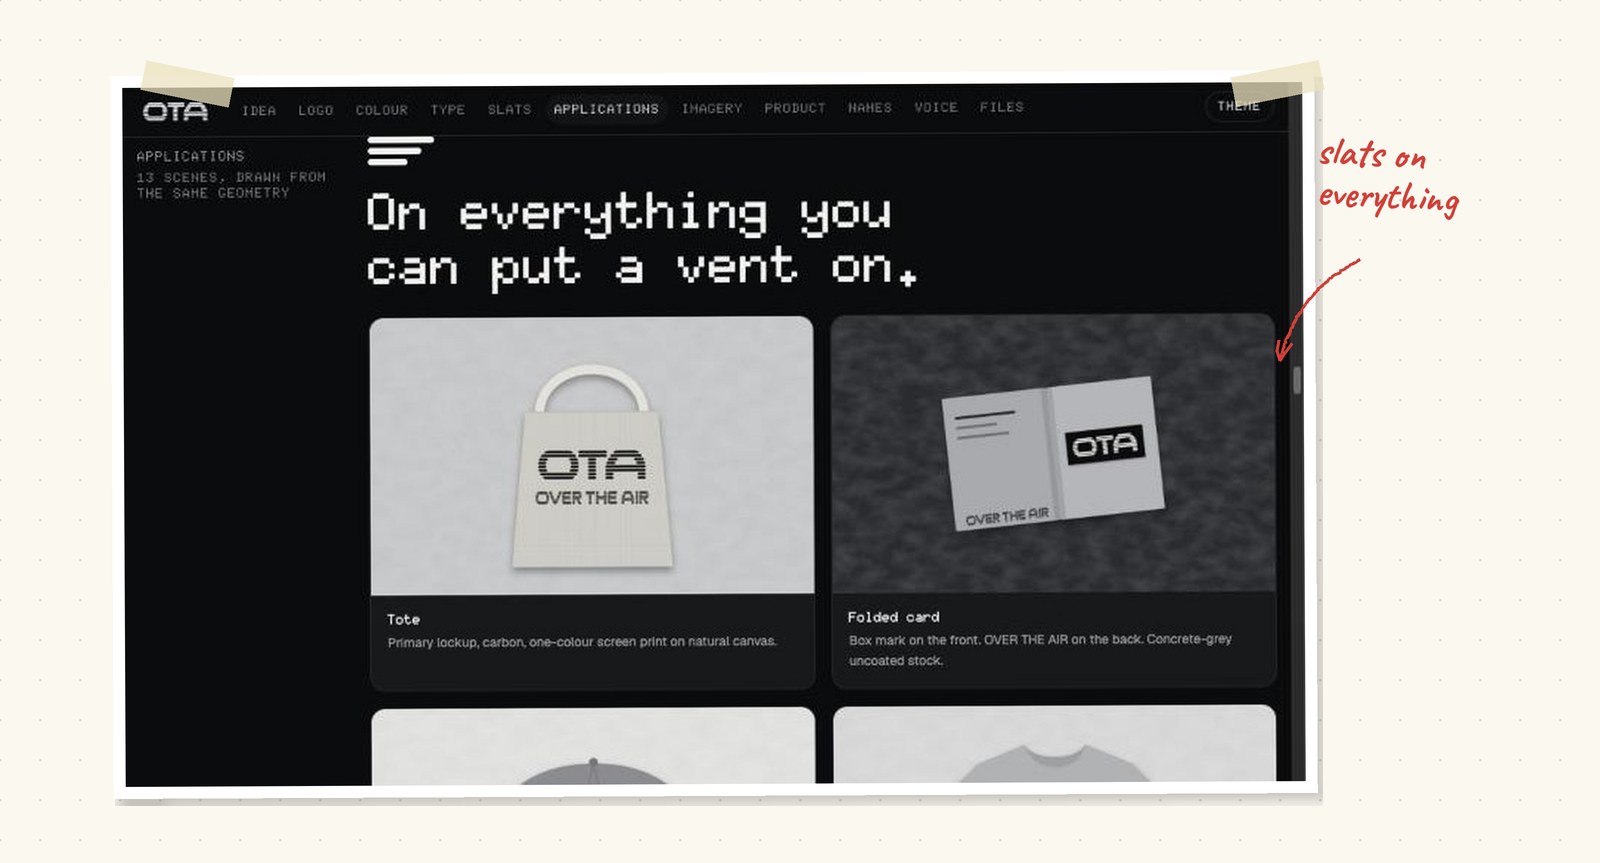 OTA IDEA LOGO COLOUR TYPE SLATS APPLICATIONS IMAGERY PRODUCT NAMES VOICE FILES THEME
APPLICATIONS
13 SCENES, DRAWN FROM
THE SAME GEOMETRY
On everything you
can put a vent on.
slats on
everything
OTA
OVER THE AIR
OTA
OVER THE AIR
Tote
Primary lockup, carbon, one-colour screen print on natural canvas.
Folded card
Box mark on the front. OVER THE AIR on the back. Concrete-grey
uncoated stock.